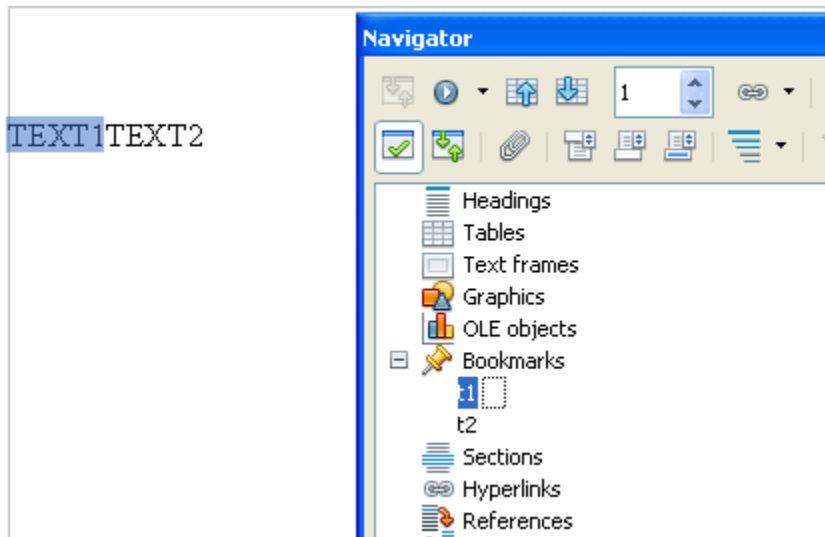 Navigator
1
TEXT1TEXT2
Headings
Tables
Text frames
Graphics
OLE objects
Bookmarks
t1
t2
Sections
Hyperlinks
References